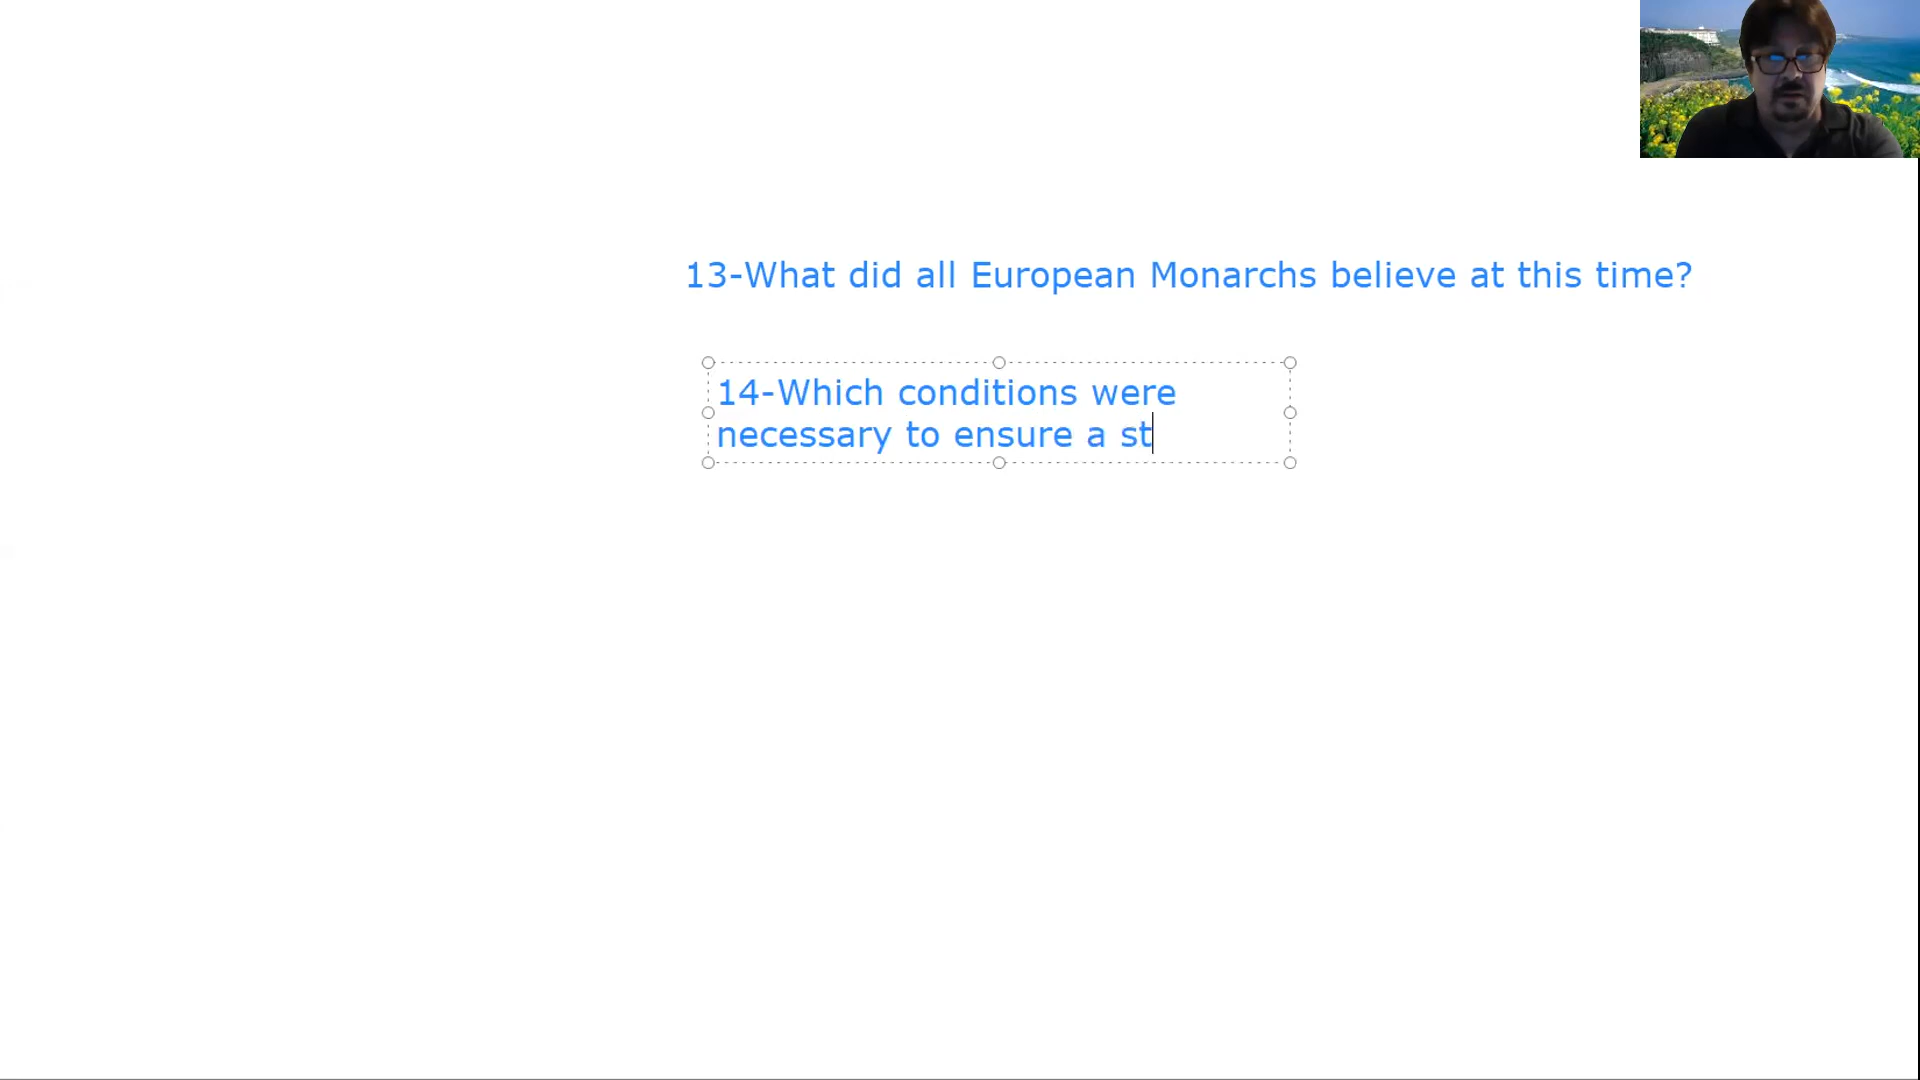 13-What did all European Monarchs believe at this time?
14-Which conditions were
necessary to ensure a st